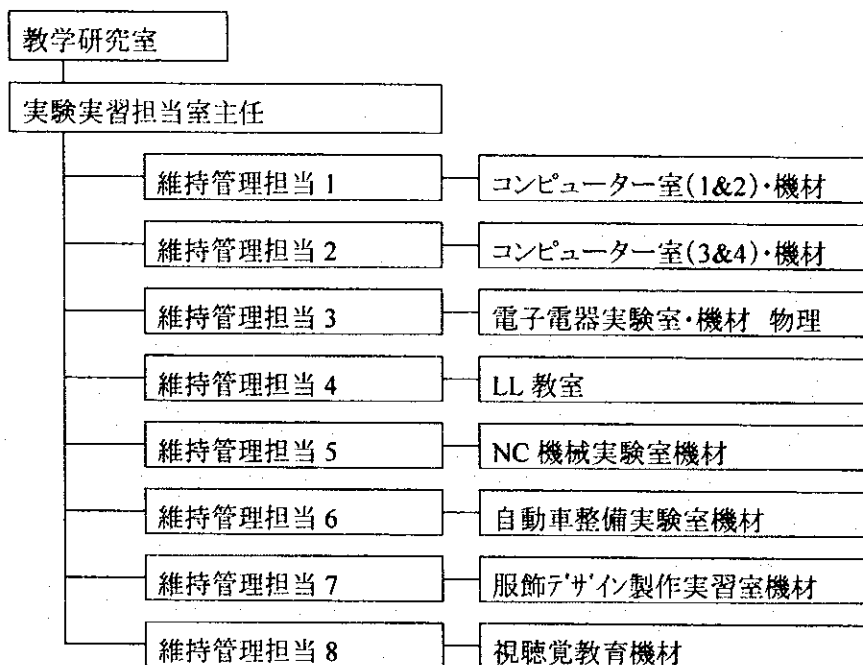 教学研究室
実験実習担当室主任
維持管理担当 1 コンピューター室(1&2)・機材
維持管理担当 2 コンピューター室(3&4)・機材
維持管理担当 3 電子電器実験室・機材 物理
維持管理担当 4 LL 教室
維持管理担当 5 NC 機械実験室機材
維持管理担当 6 自動車整備実験室機材
維持管理担当 7 服飾ﾃﾞｻﾞｲﾝ製作実習室機材
維持管理担当 8 視聴覚教育機材